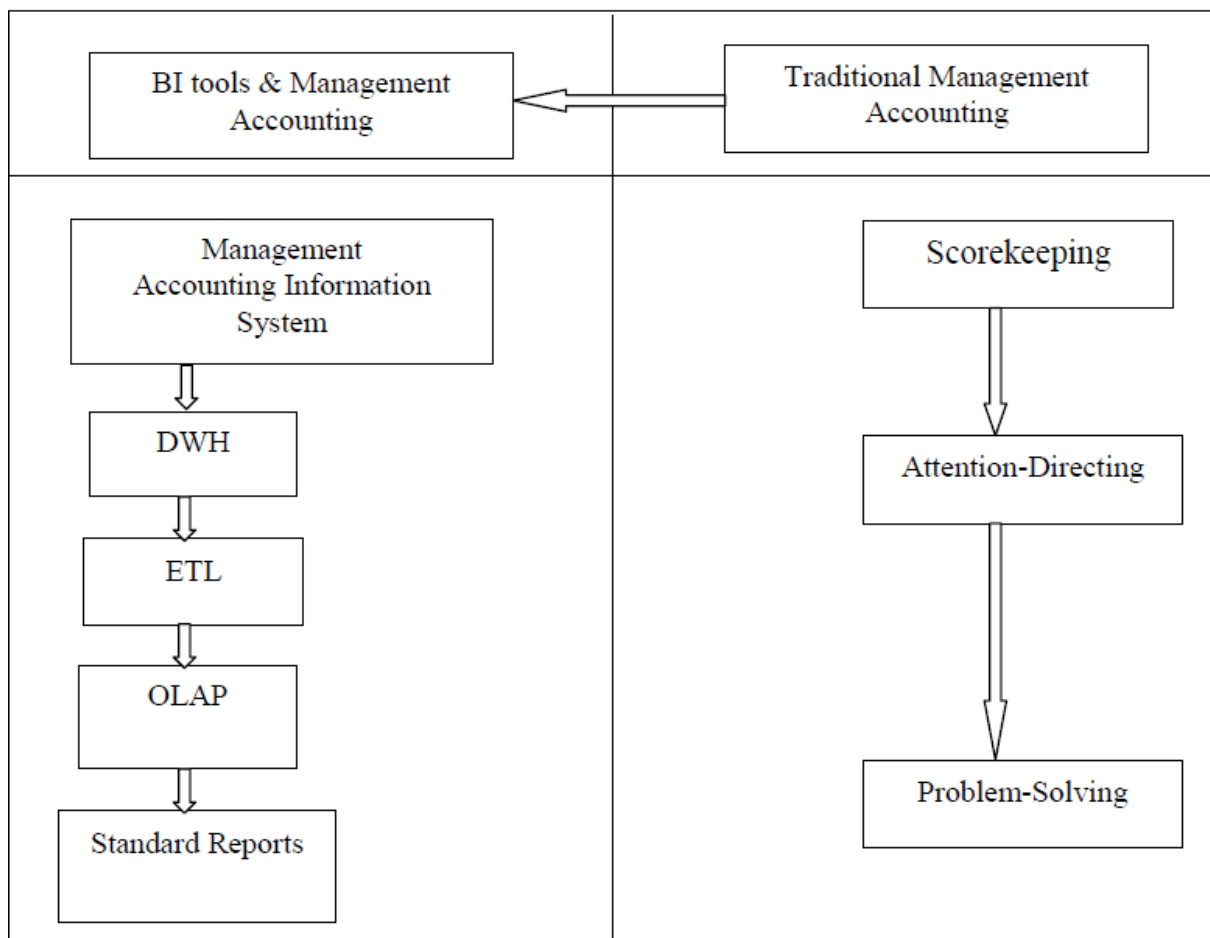 BI tools & Management
Accounting
Traditional Management
Accounting
Management
Accounting Information
System
DWH
ETL
OLAP
Standard Reports
Scorekeeping
Attention-Directing
Problem-Solving